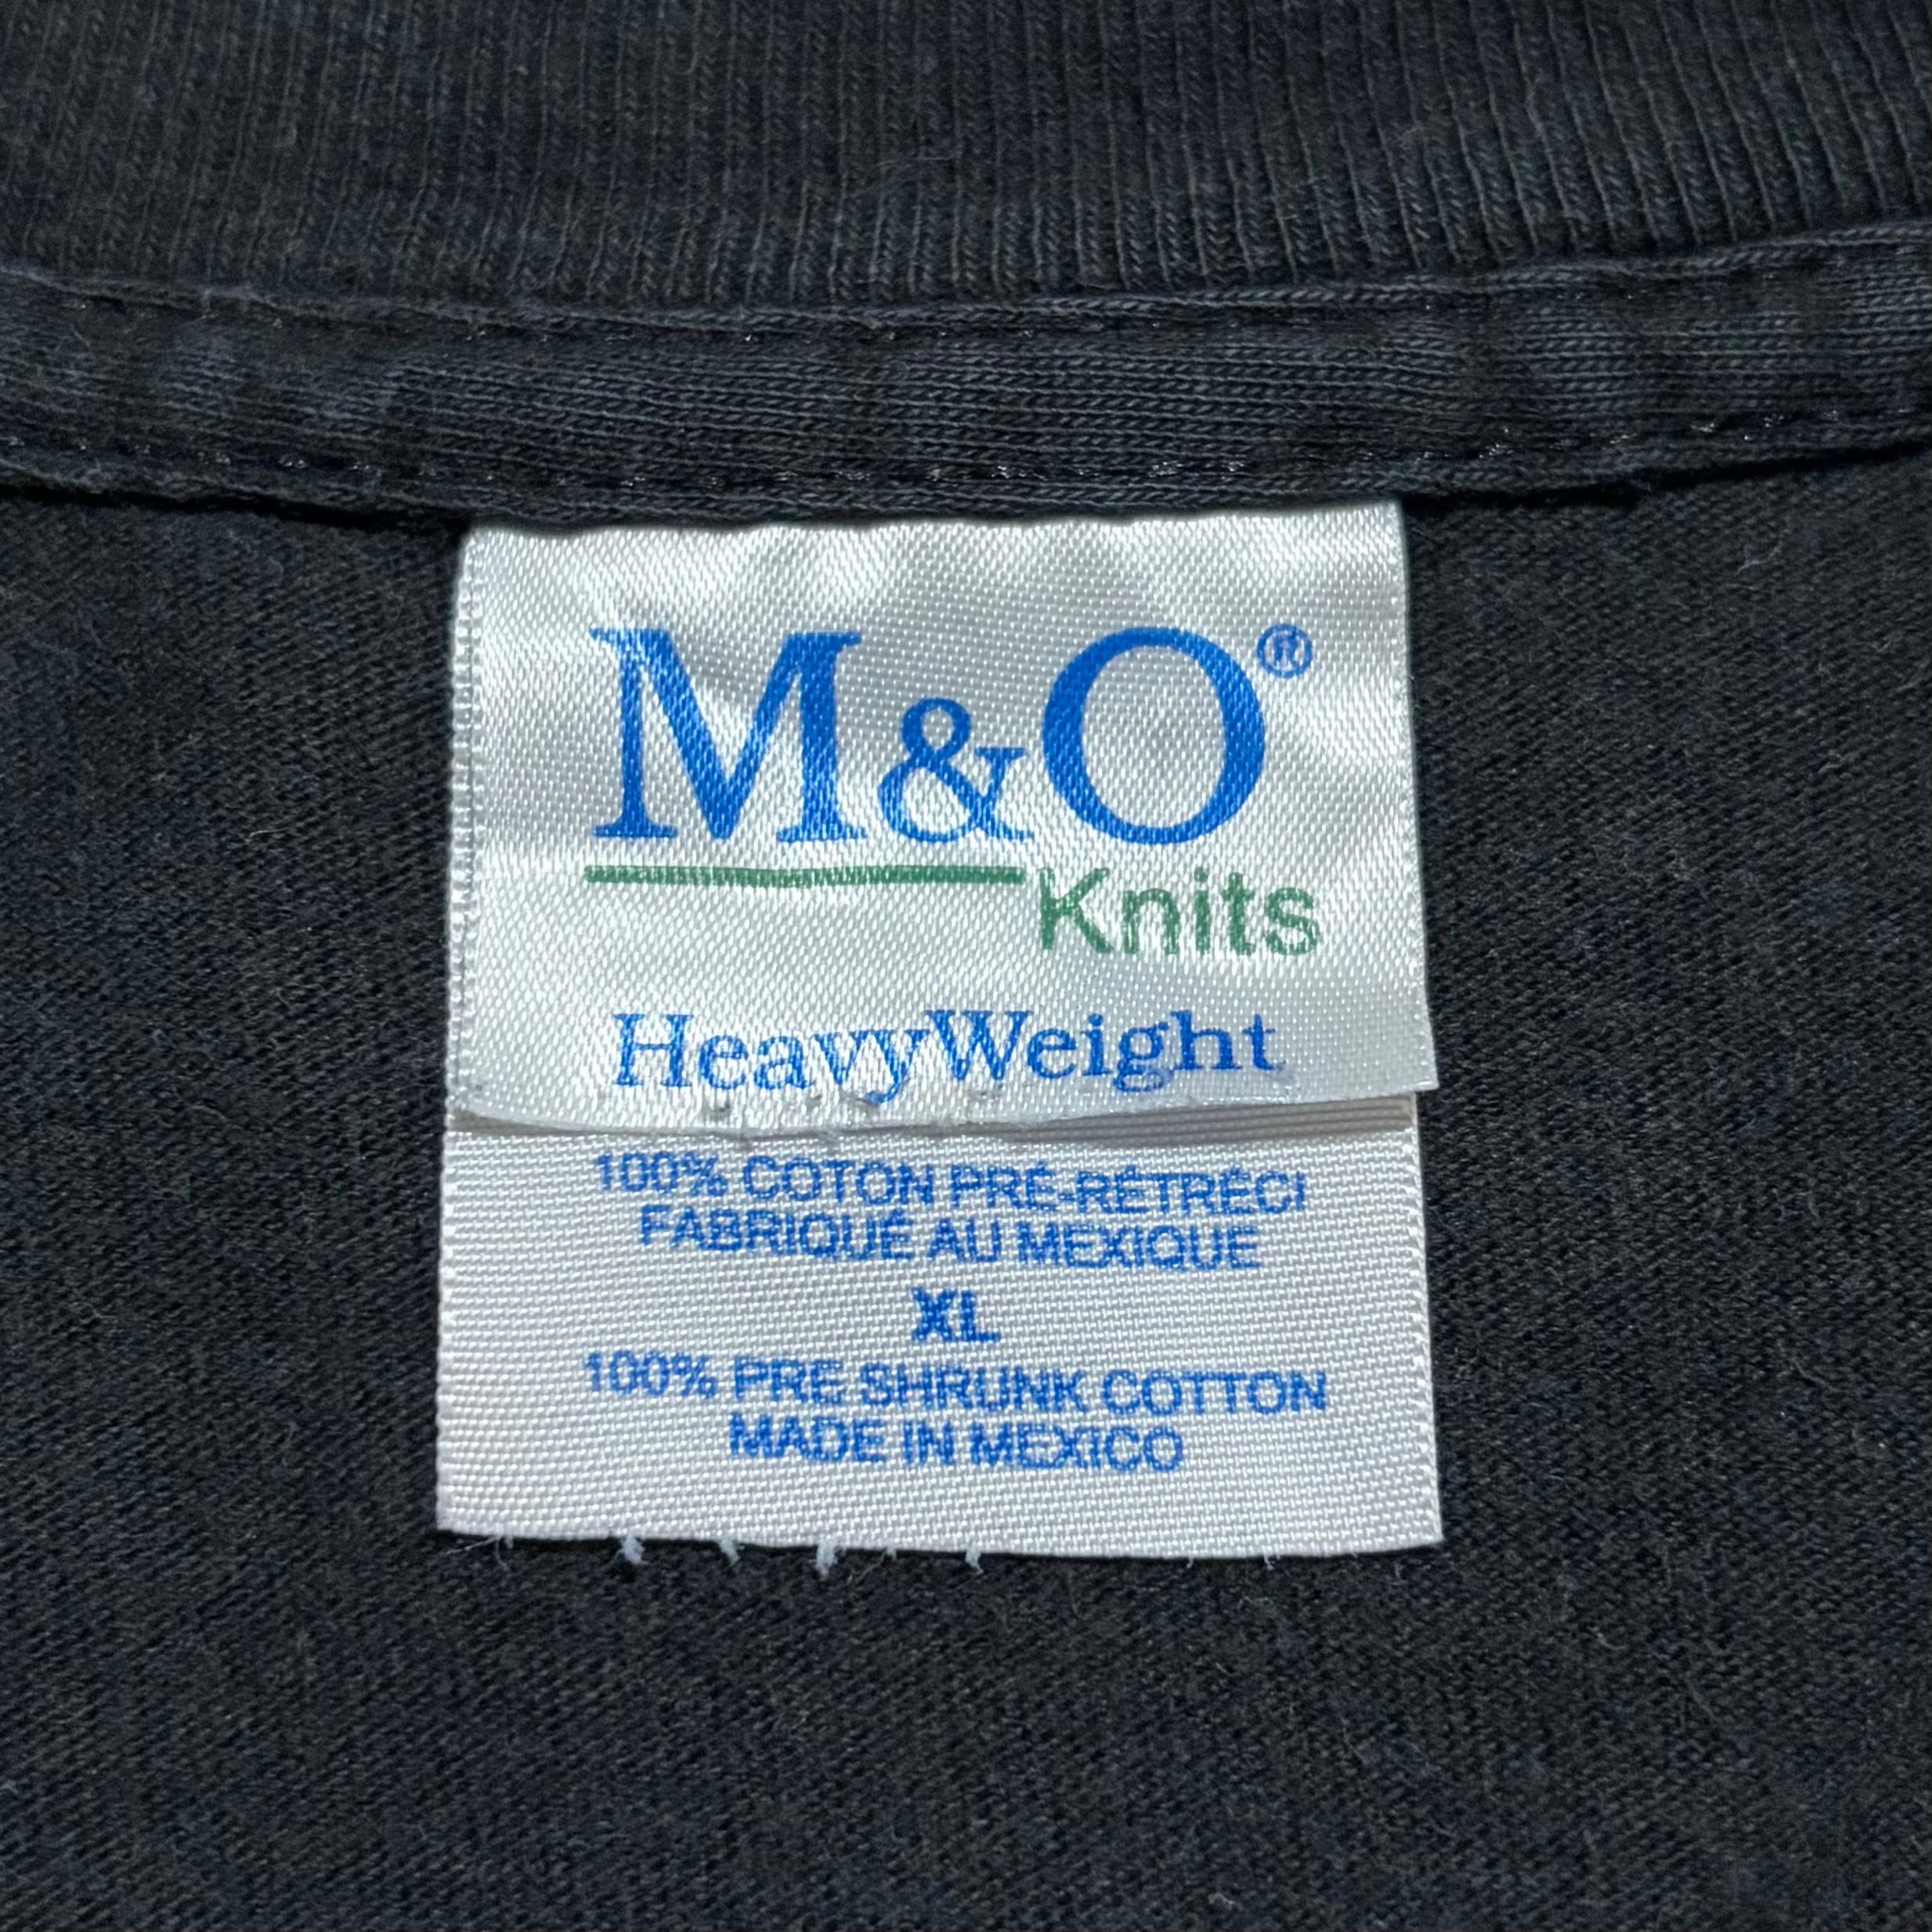 M&O®
Knits
HeavyWeight
100% COTON PRÉ-RÉTRÉCI
FABRIQUÉ AU MEXIQUE
XL
100% PRE SHRUNK COTTON
MADE IN MEXICO